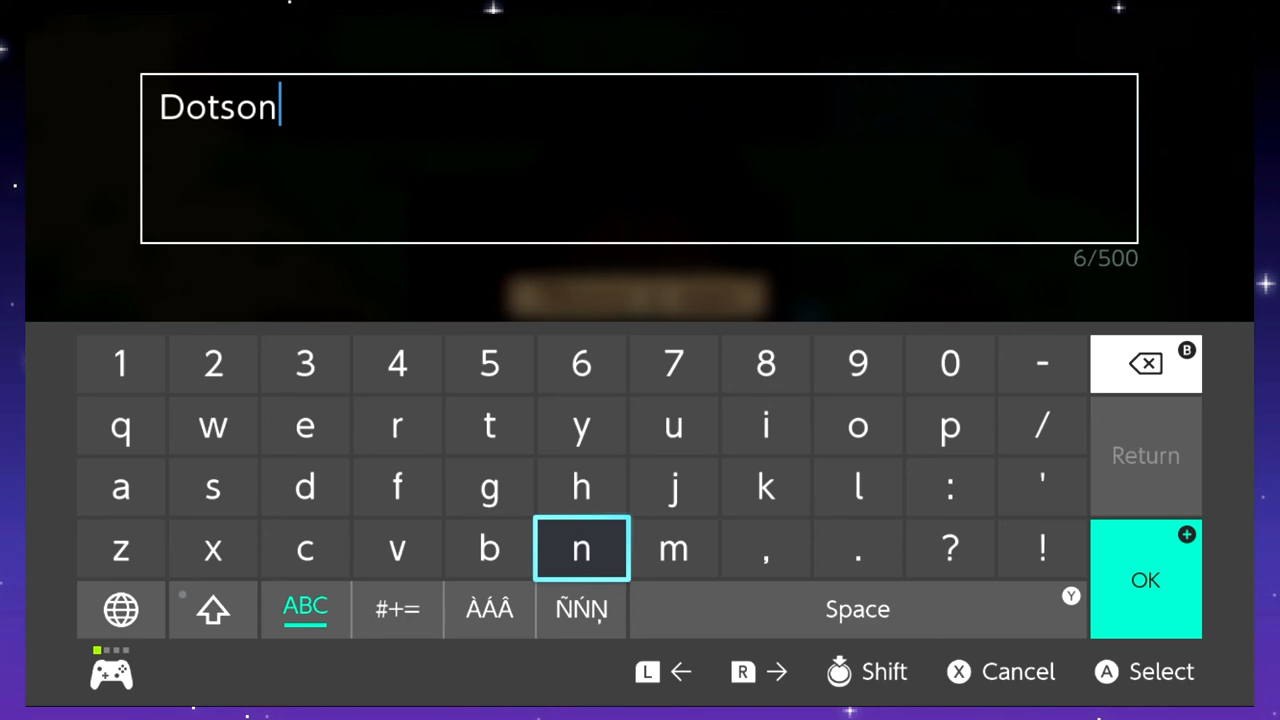 Dotson
6/500
1 2 3 4 5 6 7 8 9 0 - B
q w e r t y u i o p / Return
a s d f g h j k l : '
z x c v b n m , . ? ! + OK
ABC #+= ÀÁÂ ÑŃŅ Space Y
L ← R → Shift X Cancel A Select